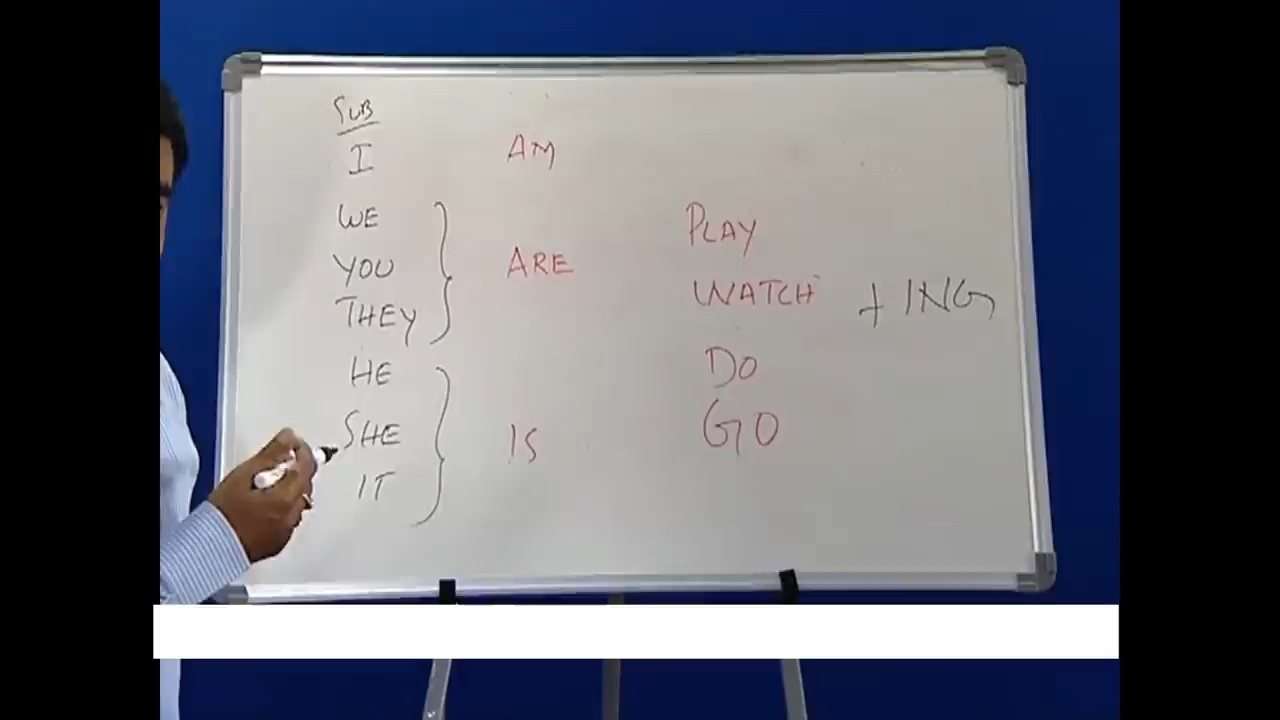 SUB
I AM
WE
YOU ARE
THEY
HE
SHE IS
IT
PLAY
WATCH + ING
DO
GO